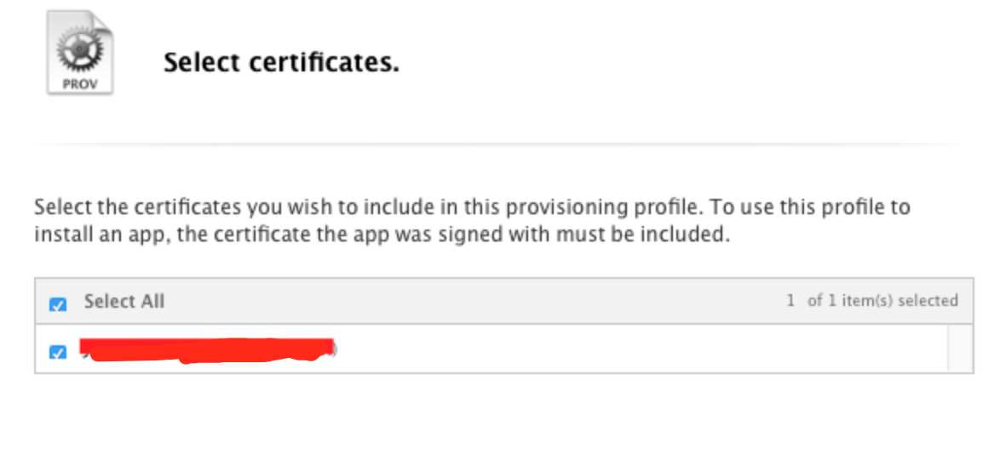 PROV
Select certificates.
Select the certificates you wish to include in this provisioning profile. To use this profile to
install an app, the certificate the app was signed with must be included.
Select All
1 of 1 item(s) selected